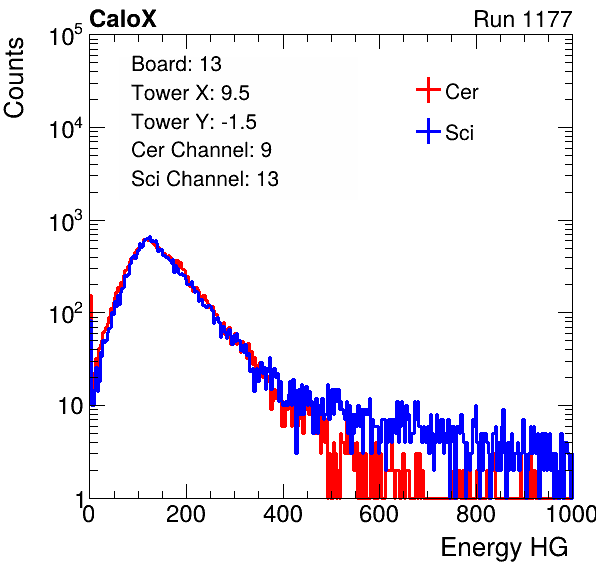 CaloX Run 1177
Counts
10^5
10^4
10^3
10^2
10
1
Board: 13
Tower X: 9.5
Tower Y: -1.5
Cer Channel: 9
Sci Channel: 13
Cer
Sci
0 200 400 600 800 1000
Energy HG